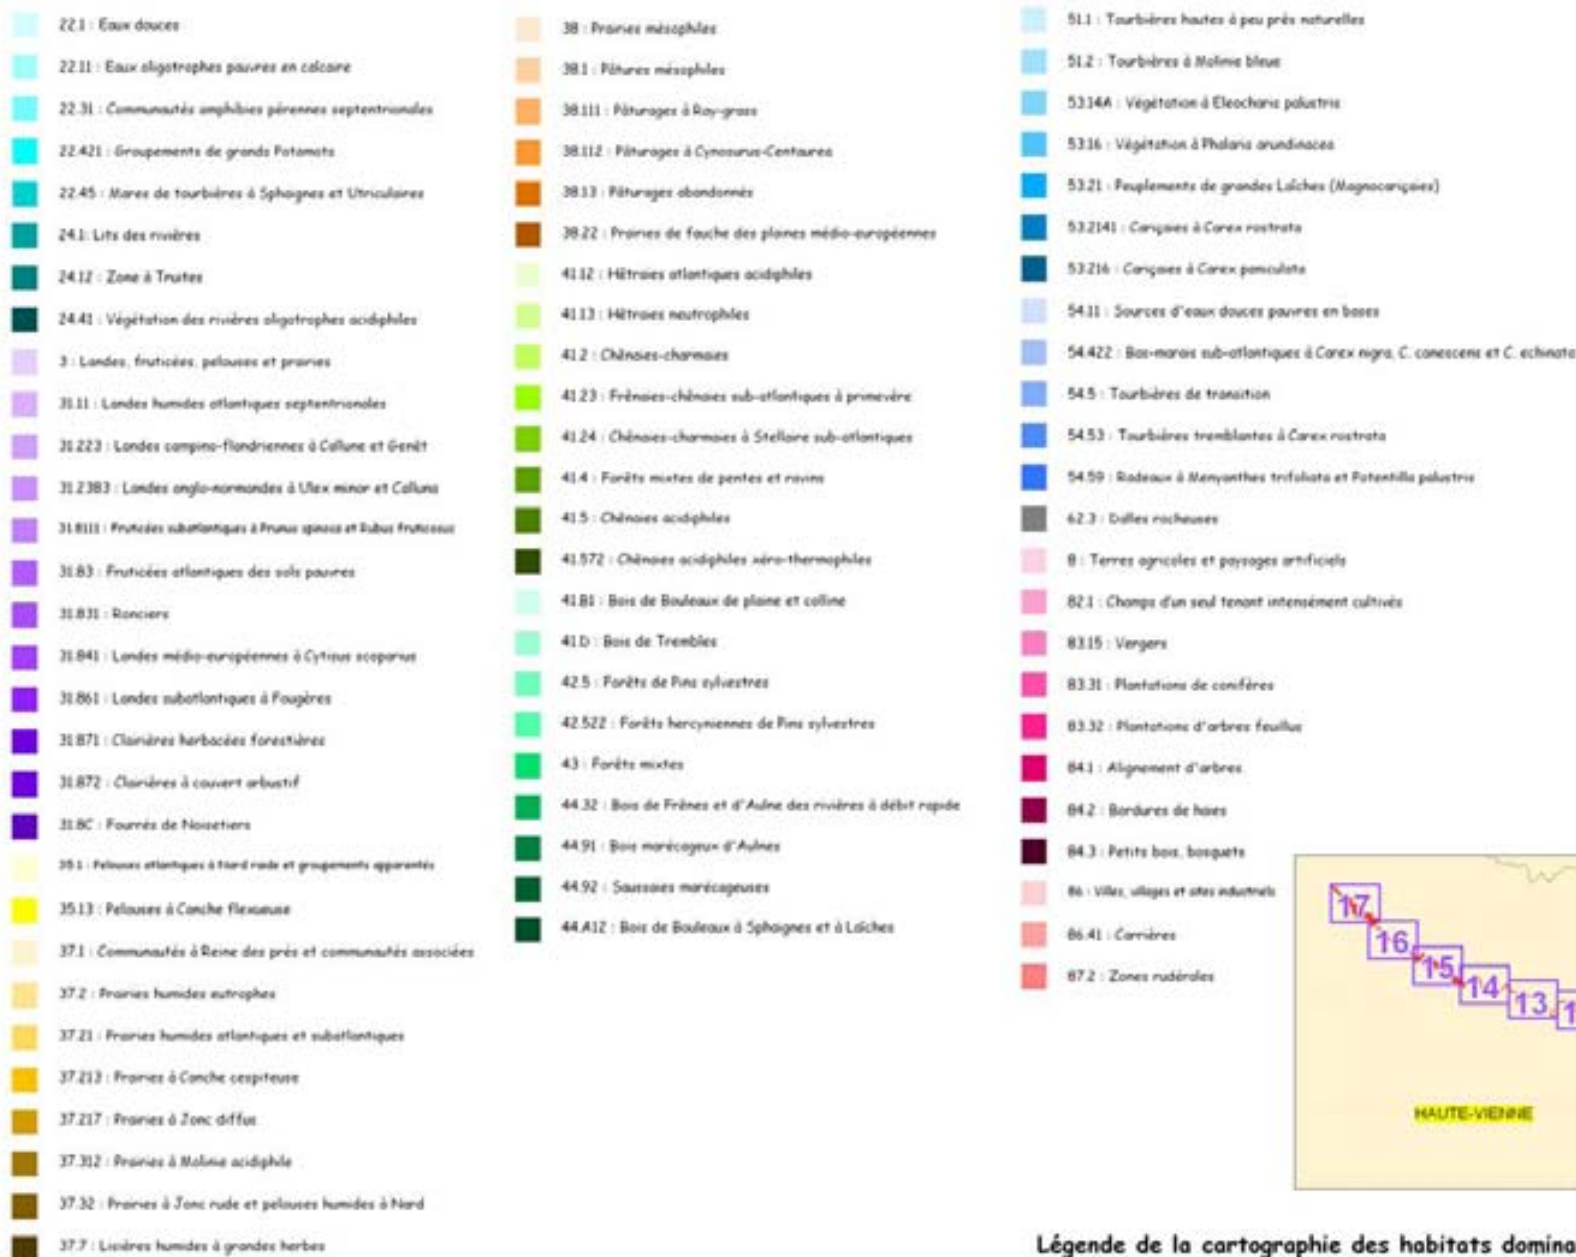 22.1 : Eaux douces
22.11 : Eaux oligotrophes pauvres en calcaire
22.31 : Communautés amphibies pérennes septentrionales
22.421 : Groupements de grands Potamots
22.45 : Mares de tourbières à Sphaignes et Utriculaires
24.1: Lits des rivières
24.12 : Zone à Truites
24.41 : Végétation des rivières oligotrophes acidiphiles
3 : Landes, fruticées, pelouses et prairies
31.11 : Landes humides atlantiques septentrionales
31.223 : Landes campino-flandriennes à Callune et Genêt
31.2383 : Landes anglo-normandes à Ulex minor et Calluna
31.8111 : Fruticées subatlantiques à Prunus spinosa et Rubus fruticosus
31.83 : Fruticées atlantiques des sols pauvres
31.831 : Ronciers
31.841 : Landes médio-européennes à Cytisus scoparius
31.861 : Landes subatlantiques à Fougères
31.871 : Clairières herbacées forestières
31.872 : Clairières à couvert arbustif
31.8C : Fourrés de Noisetiers
35.1 : Pelouses atlantiques à Nard raide et groupements apparentés
35.13 : Pelouses à Canche flexueuse
37.1 : Communautés à Reine des prés et communautés associées
37.2 : Prairies humides eutrophes
37.21 : Prairies humides atlantiques et subatlantiques
37.213 : Prairies à Canche cespiteuse
37.217 : Prairies à Jonc diffus
37.312 : Prairies à Molinie acidiphile
37.32 : Prairies à Jonc rude et pelouses humides à Nard
37.7 : Lisières humides à grandes herbes
38 : Prairies mésophiles
38.1 : Pâtures mésophiles
38.111 : Pâturages à Ray-grass
38.112 : Pâturages à Cynosurus-Centaurea
38.13 : Pâturages abandonnés
38.22 : Prairies de fauche des plaines médio-européennes
41.12 : Hêtraies atlantiques acidiphiles
41.13 : Hêtraies neutrophiles
41.2 : Chênaies-charmaies
41.23 : Frênaies-chênaies sub-atlantiques à primevère
41.24 : Chênaies-charmaies à Stellaire sub-atlantiques
41.4 : Forêts mixtes de pentes et ravins
41.5 : Chênaies acidiphiles
41.572 : Chênaies acidiphiles xéro-thermophiles
41.B1 : Bois de Bouleaux de plaine et colline
41.D : Bois de Trembles
42.5 : Forêts de Pins sylvestres
42.522 : Forêts hercyniennes de Pins sylvestres
43 : Forêts mixtes
44.32 : Bois de Frênes et d'Aulne des rivières à débit rapide
44.91 : Bois marécageux d'Aulnes
44.92 : Saussaies marécageuses
44.A12 : Bois de Bouleaux à Sphaignes et à Laîches
51.1 : Tourbières hautes à peu près naturelles
51.2 : Tourbières à Molinie bleue
53.14A : Végétation à Eleocharis palustris
53.16 : Végétation à Phalaris arundinacea
53.21 : Peuplements de grandes Laîches (Magnocariçaies)
53.2141 : Cariçaies à Carex rostrata
53.216 : Cariçaies à Carex paniculata
54.11 : Sources d'eaux douces pauvres en bases
54.422 : Bas-marais sub-atlantiques à Carex nigra, C. canescens et C. echinata
54.5 : Tourbières de transition
54.53 : Tourbières tremblantes à Carex rostrata
54.59 : Radeaux à Menyanthes trifoliata et Potentilla palustris
62.3 : Dalles rocheuses
8 : Terres agricoles et paysages artificiels
82.1 : Champs d'un seul tenant intensément cultivés
83.15 : Vergers
83.31 : Plantations de conifères
83.32 : Plantations d'arbres feuillus
84.1 : Alignement d'arbres
84.2 : Bordures de haies
84.3 : Petits bois, bosquets
86 : Villes, villages et sites industriels
86.41 : Carrières
87.2 : Zones rudérales
17
16
15
14
13
1
HAUTE-VIENNE
Légende de la cartographie des habitats domina